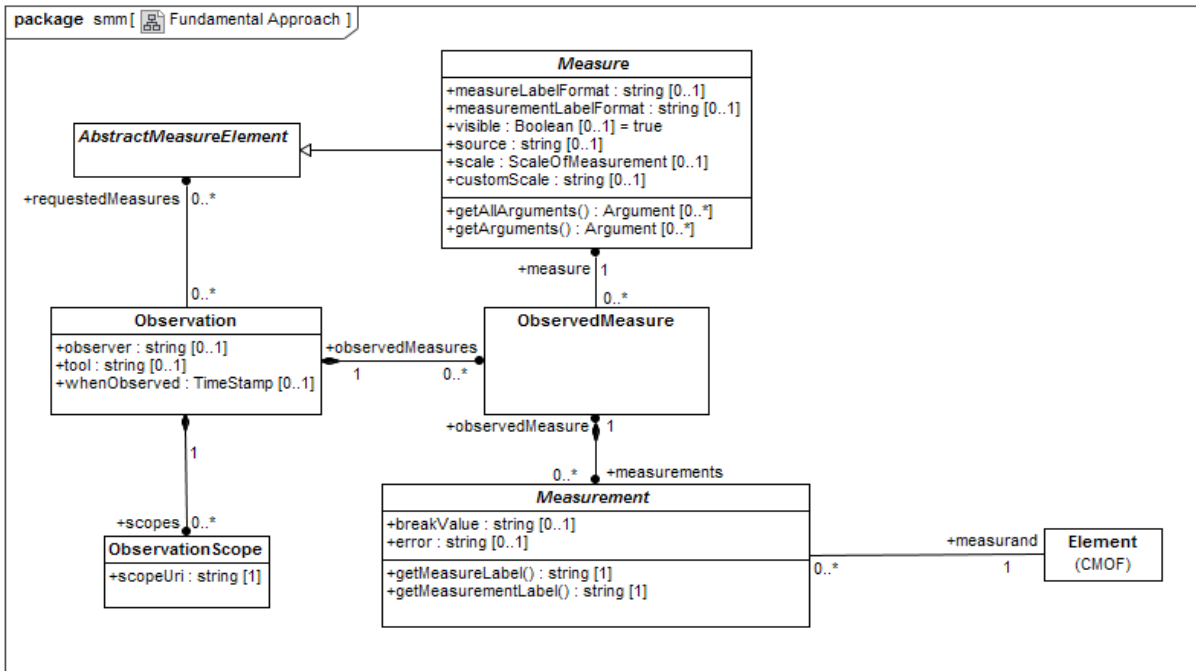 package smm[ Fundamental Approach ]
Measure
+measureLabelFormat : string [0..1]
+measurementLabelFormat : string [0..1]
+visible : Boolean [0..1] = true
+source : string [0..1]
+scale : ScaleOfMeasurement [0..1]
+customScale : string [0..1]
+getAllArguments() : Argument [0..*]
+getArguments() : Argument [0..*]
AbstractMeasureElement
+requestedMeasures
0..*
+measure
1
0..*
0..*
Observation
+observer : string [0..1]
+tool : string [0..1]
+whenObserved : TimeStamp [0..1]
+observedMeasures
1
0..*
ObservedMeasure
+observedMeasure
1
1
0..*
+measurements
Measurement
+breakValue : string [0..1]
+error : string [0..1]
+getMeasureLabel() : string [1]
+getMeasurementLabel() : string [1]
+scopes
0..*
ObservationScope
+scopeUri : string [1]
+measurand
0..*
1
Element
(CMOF)